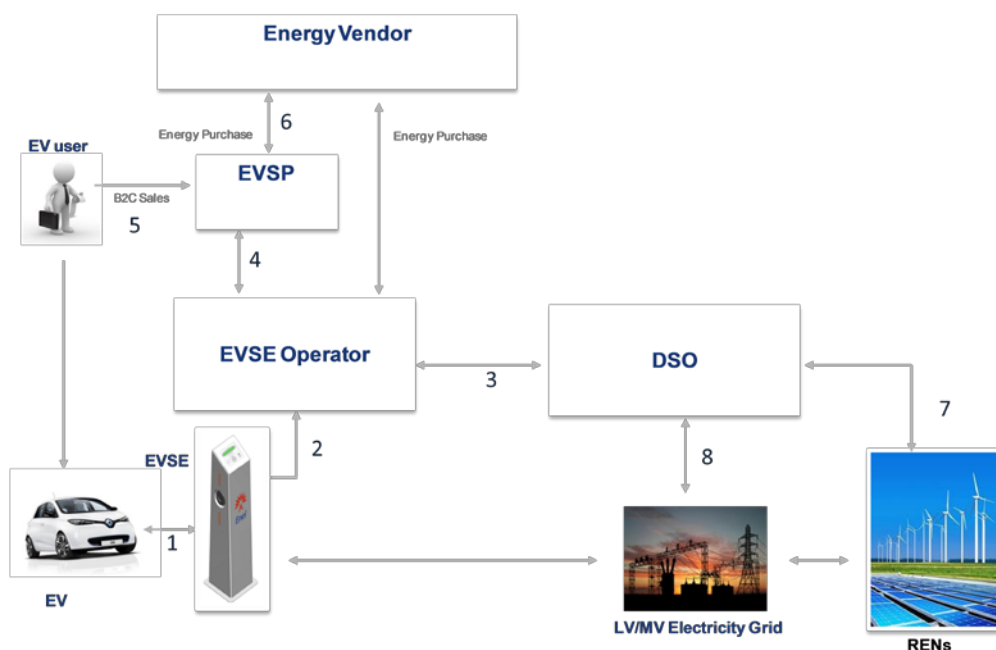 Energy Vendor
6
Energy Purchase
Energy Purchase
EV user
EVSP
B2C Sales
5
4
EVSE Operator
DSO
3
7
2
8
EVSE
enel
1
EV
LV/MV Electricity Grid
RENs